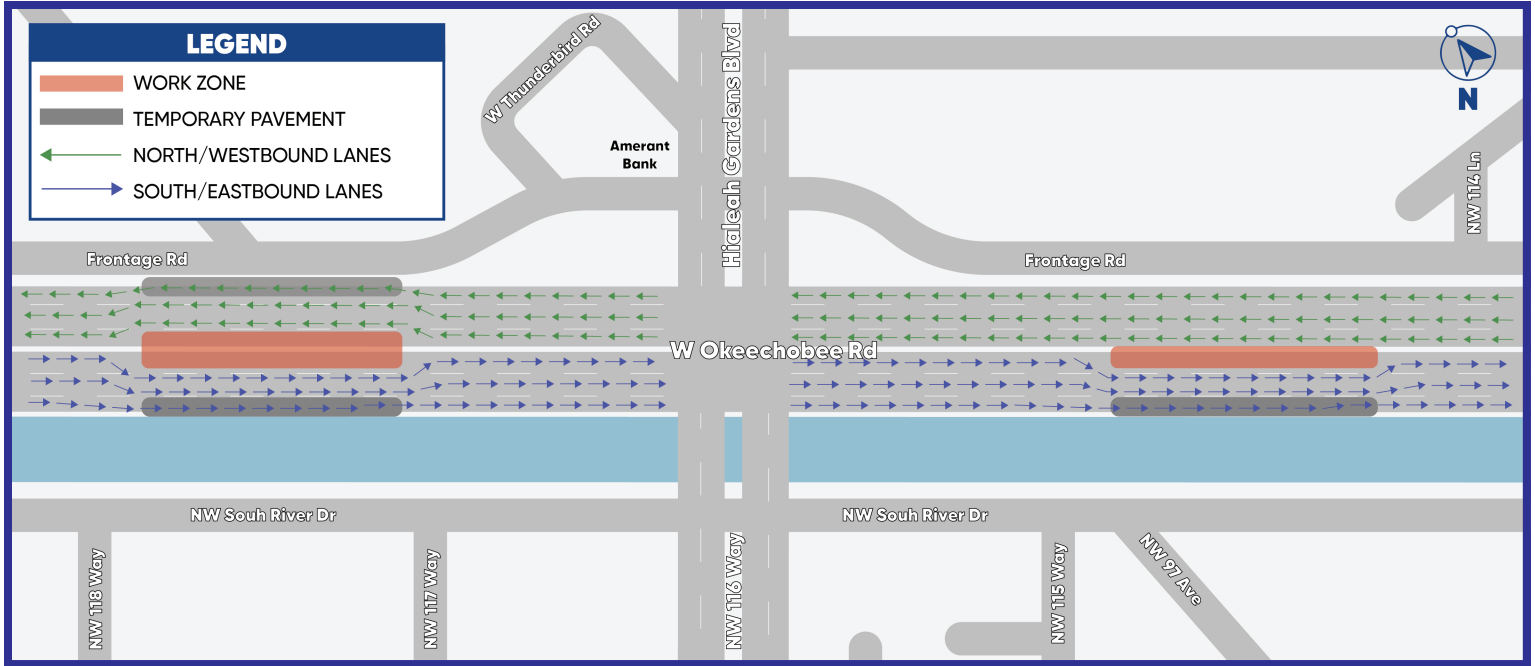 LEGEND
WORK ZONE
TEMPORARY PAVEMENT
NORTH/WESTBOUND LANES
SOUTH/EASTBOUND LANES
W Thunderbird Rd
Amerant
Bank
Hialeah Gardens Blvd
N
NW 114 Ln
Frontage Rd
Frontage Rd
W Okeechobee Rd
NW Souh River Dr
NW Souh River Dr
NW 118 Way
NW 117 Way
NW 116 Way
NW 115 Way
NW 97 Ave